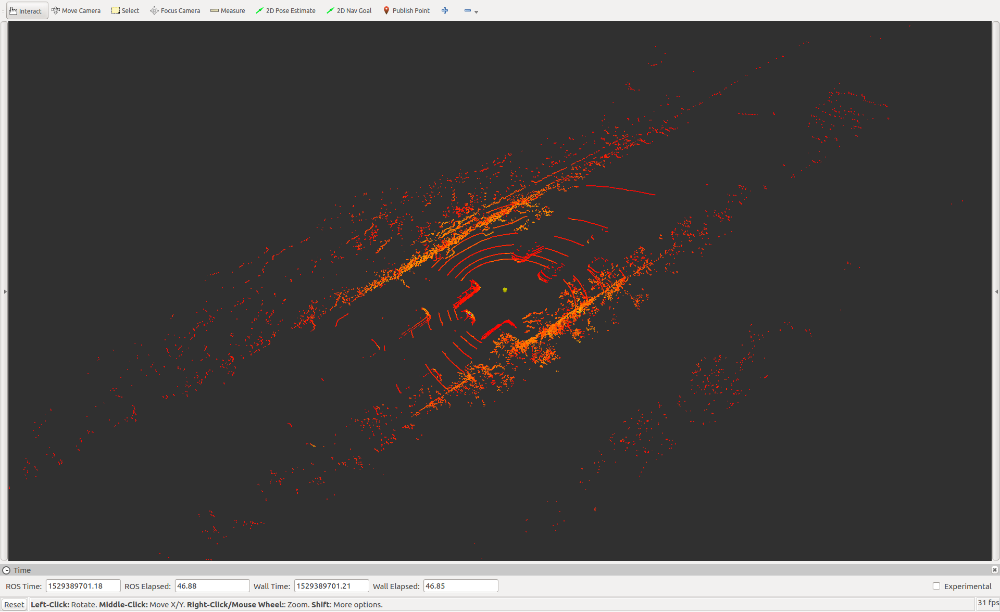 Interact Move Camera Select Focus Camera Measure 2D Pose Estimate 2D Nav Goal Publish Point
Time
ROS Time: 1529389701.18 ROS Elapsed: 46.88 Wall Time: 1529389701.21 Wall Elapsed: 46.85 Experimental
Reset Left-Click: Rotate. Middle-Click: Move X/Y. Right-Click/Mouse Wheel:: Zoom. Shift: More options. 31 fps